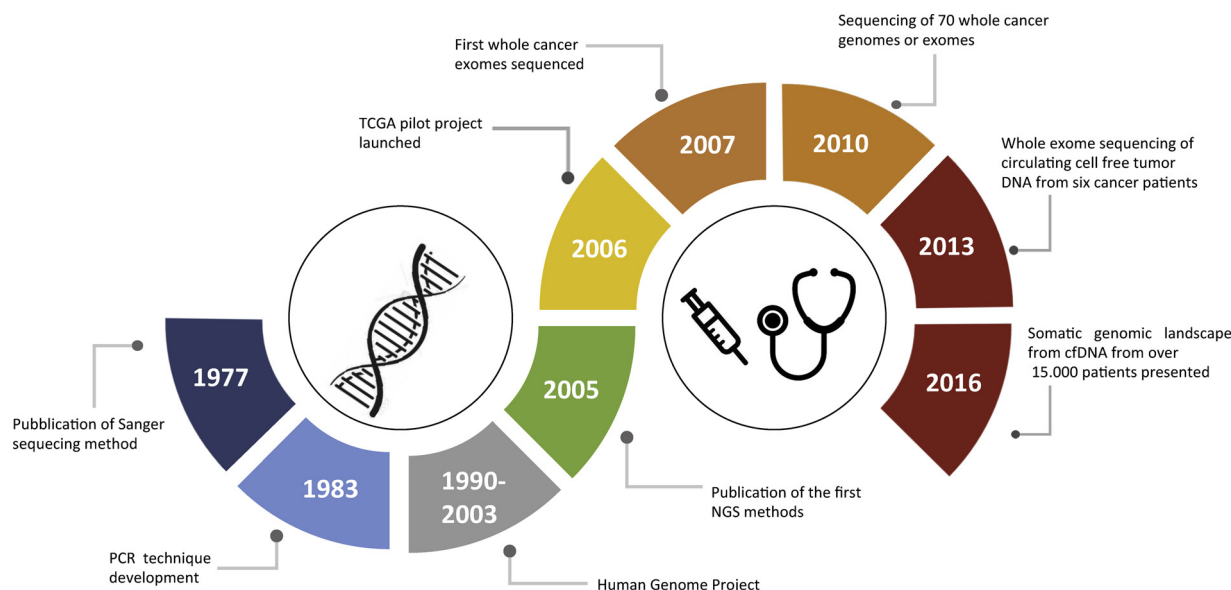 1977
Pubblication of Sanger
sequecing method
1983
PCR technique
development
1990-
2003
Human Genome Project
2005
Publication of the first
NGS methods
2006
TCGA pilot project
launched
2007
First whole cancer
exomes sequenced
2010
Sequencing of 70 whole cancer
genomes or exomes
2013
Whole exome sequencing of
circulating cell free tumor
DNA from six cancer patients
2016
Somatic genomic landscape
from cfDNA from over
15.000 patients presented